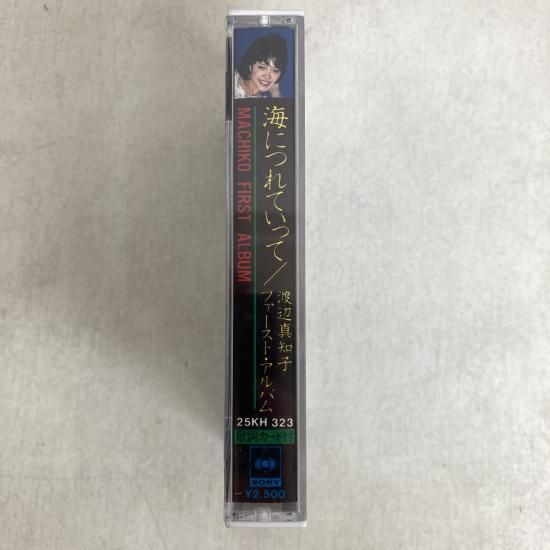 海につれていって／
渡辺真知子
ファースト・アルバム
MACHIKO FIRST ALBUM
25KH 323
歌詞カード付
SONY
¥2,500